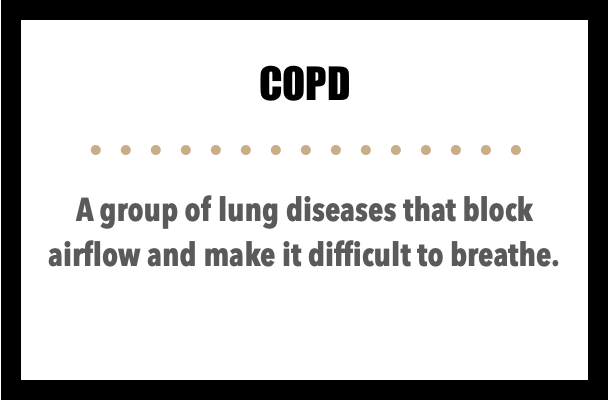 COPD
A group of lung diseases that block
airflow and make it difficult to breathe.